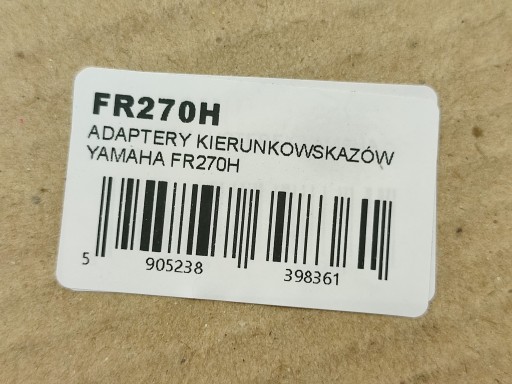 FR270H
ADAPTERY KIERUNKOWSKAZÓW
YAMAHA FR270H
5 905238 398361